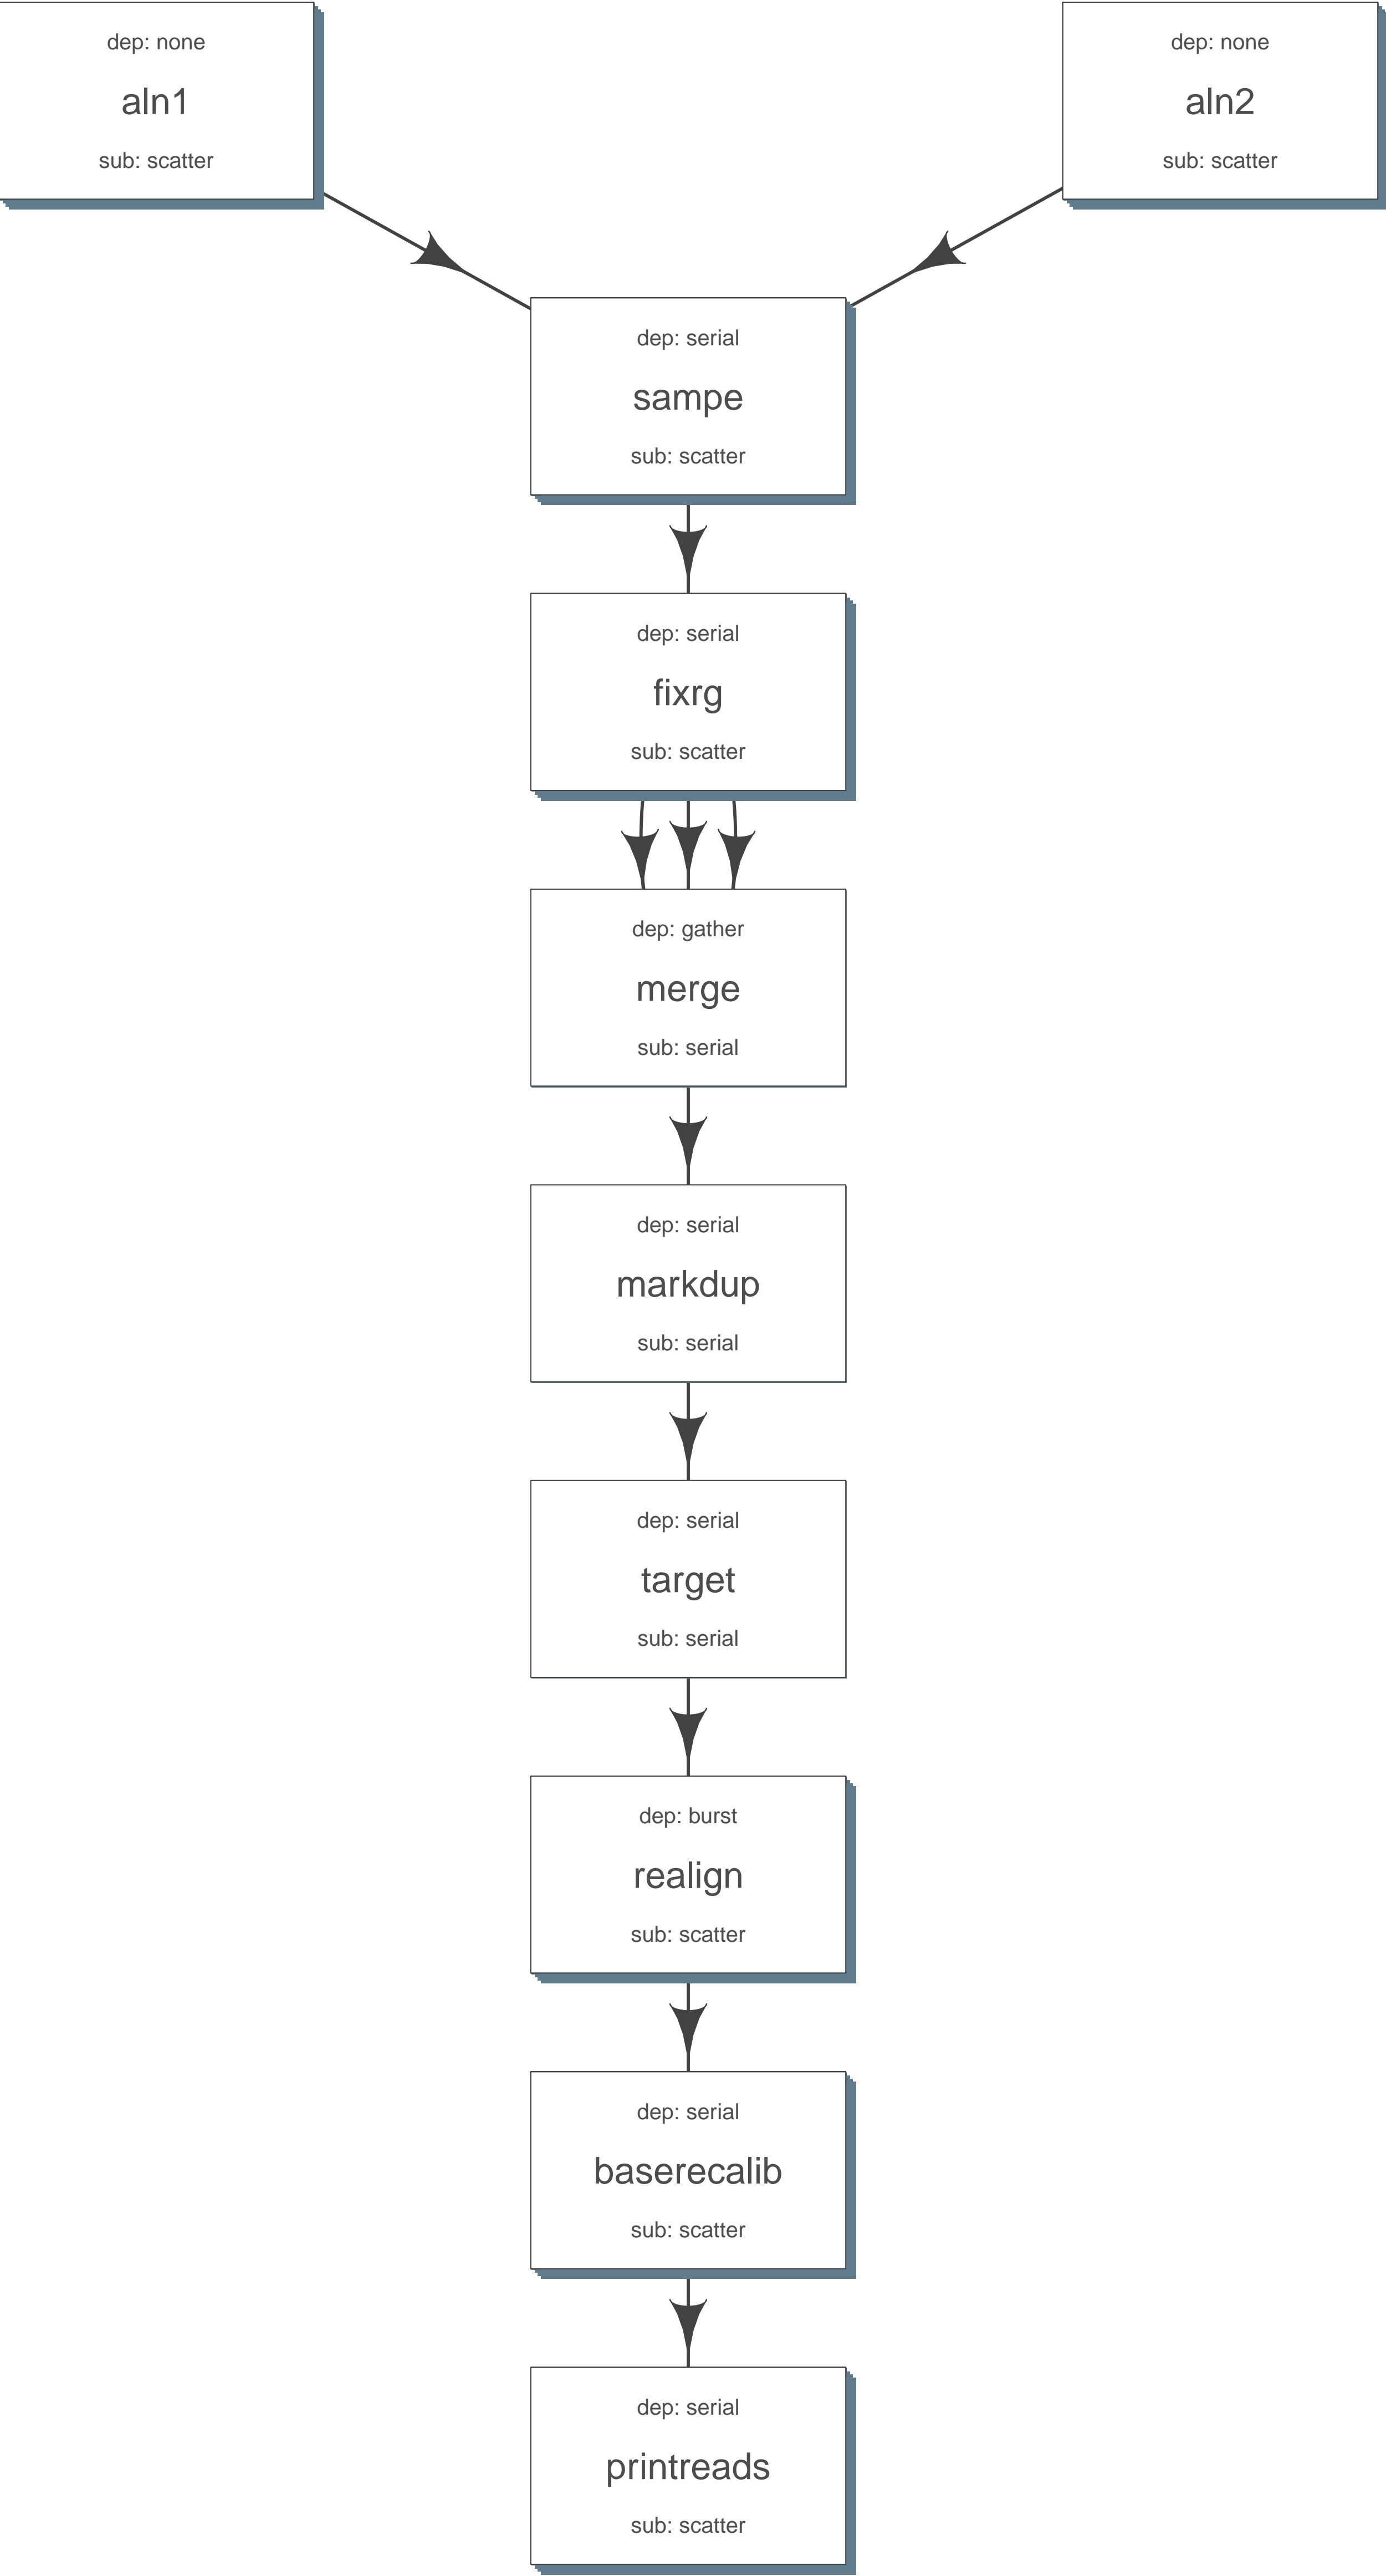 dep: none
aln1
sub: scatter
dep: none
aln2
sub: scatter
dep: serial
sampe
sub: scatter
dep: serial
fixrg
sub: scatter
dep: gather
merge
sub: serial
dep: serial
markdup
sub: serial
dep: serial
target
sub: serial
dep: burst
realign
sub: scatter
dep: serial
baserecalib
sub: scatter
dep: serial
printreads
sub: scatter